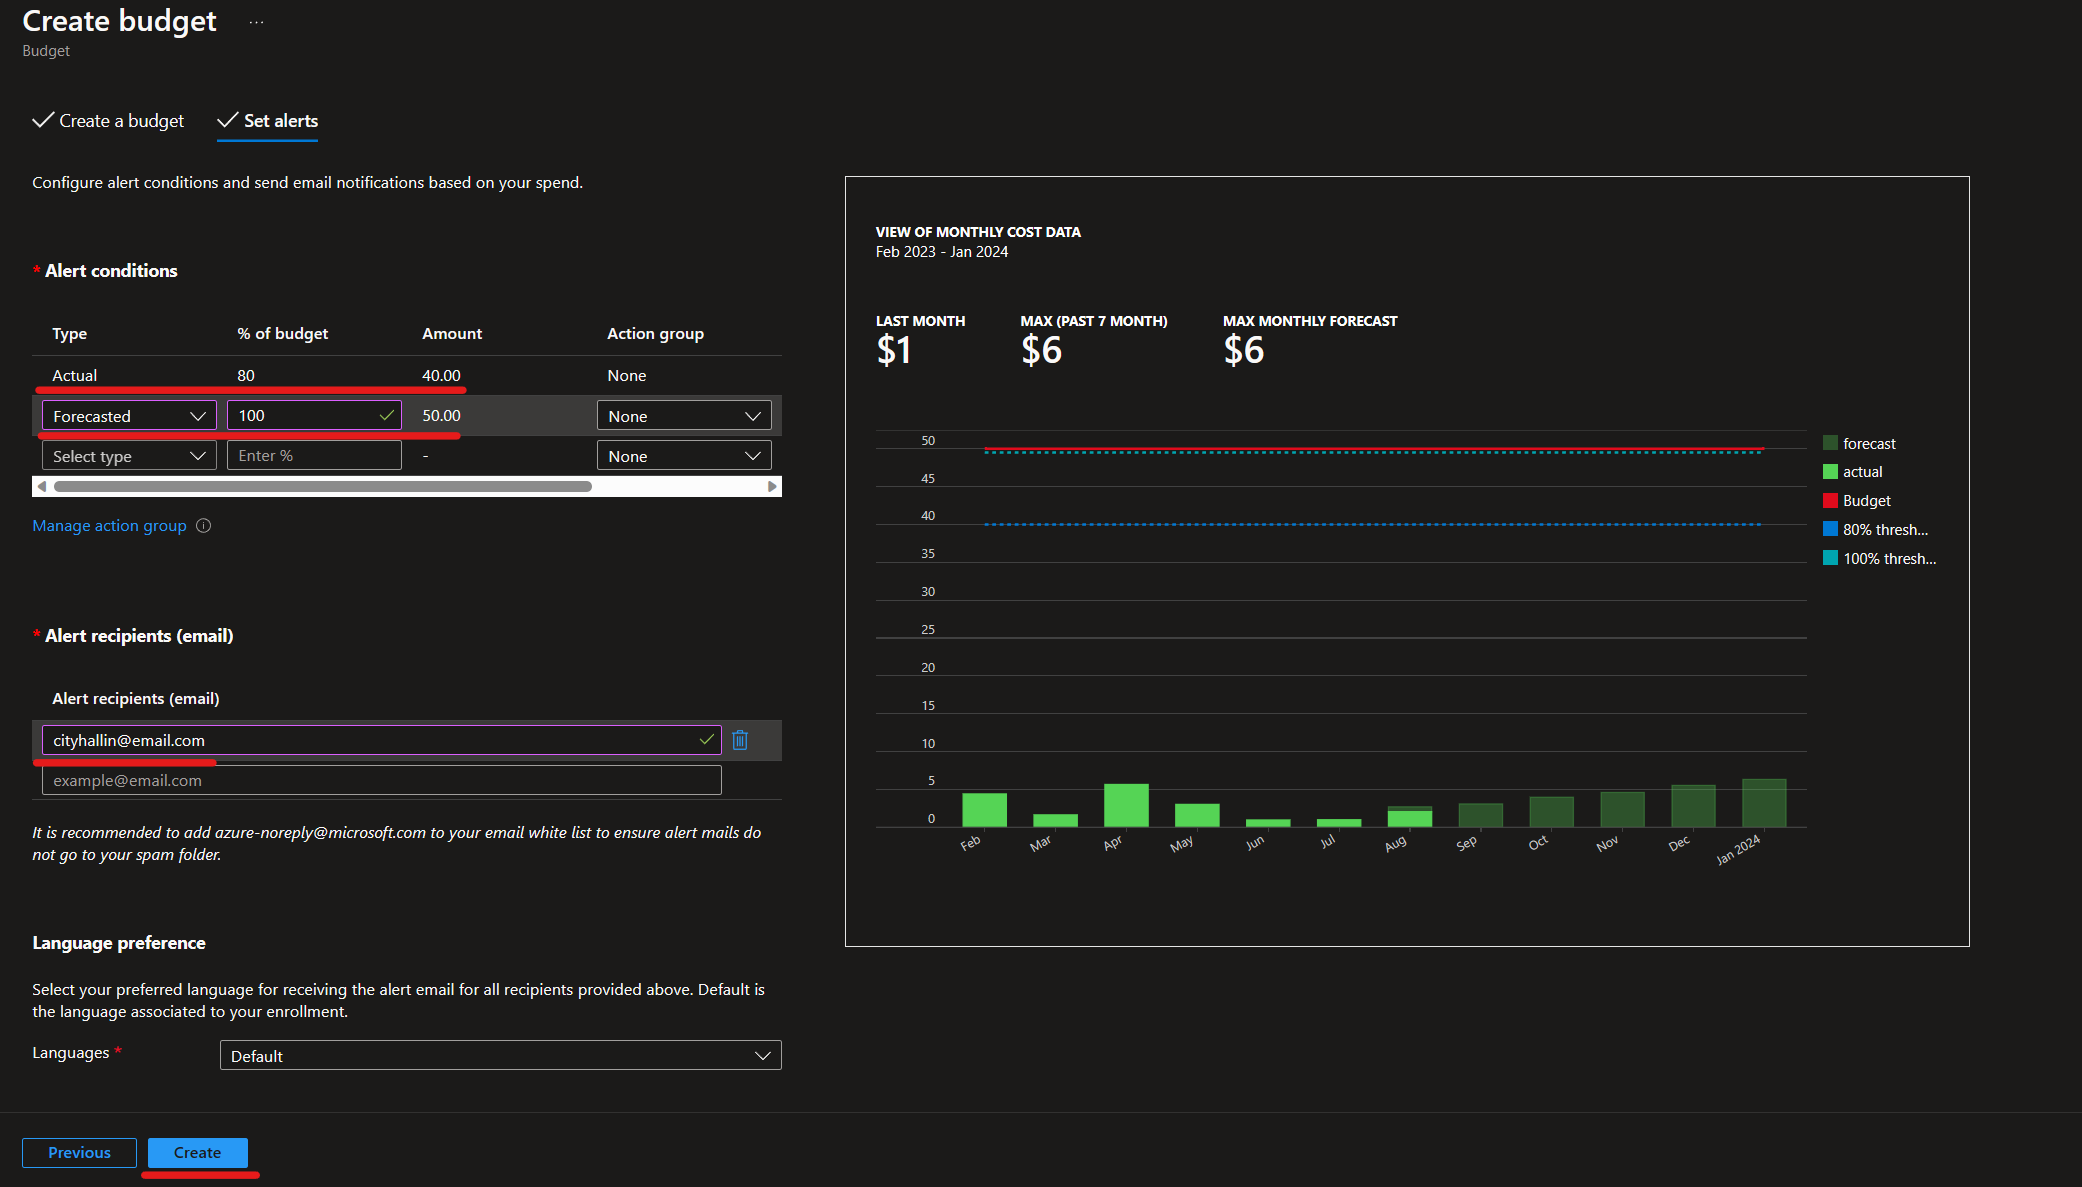 Create budget ...
Budget
Create a budget
Set alerts
Configure alert conditions and send email notifications based on your spend.
* Alert conditions
Type % of budget Amount Action group
Actual 80 40.00 None
Forecasted 100 50.00 None
Select type Enter % - None
Manage action group
* Alert recipients (email)
Alert recipients (email)
cityhallin@email.com
example@email.com
It is recommended to add azure-noreply@microsoft.com to your email white list to ensure alert mails do
not go to your spam folder.
Language preference
Select your preferred language for receiving the alert email for all recipients provided above. Default is
the language associated to your enrollment.
Languages * Default
Previous Create
VIEW OF MONTHLY COST DATA
Feb 2023 - Jan 2024
LAST MONTH MAX (PAST 7 MONTH) MAX MONTHLY FORECAST
$1 $6 $6
50
45
40
35
30
25
20
15
10
5
0
Feb Mar Apr May Jun Jul Aug Sep Oct Nov Dec Jan 2024
forecast
actual
Budget
80% thresh...
100% thresh...